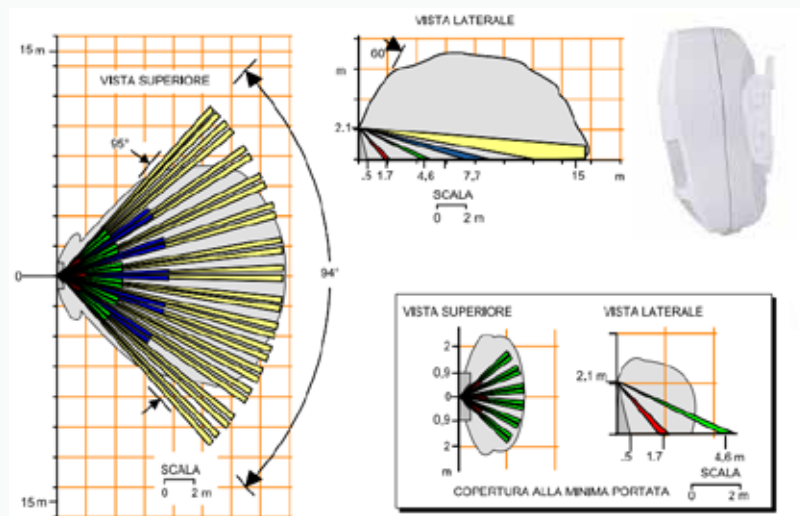 15 m
VISTA SUPERIORE
95°
0
94°
SCALA
0 2 m
15 m
VISTA LATERALE
60°
m
2.1
.5 1.7 4,6 7,7 15 m
SCALA
0 2 m
VISTA SUPERIORE
2
0,9
0
0,9
2
m
VISTA LATERALE
2,1 m
.5 1.7 4,6 m
SCALA
0 2 m
COPERTURA ALLA MINIMA PORTATA